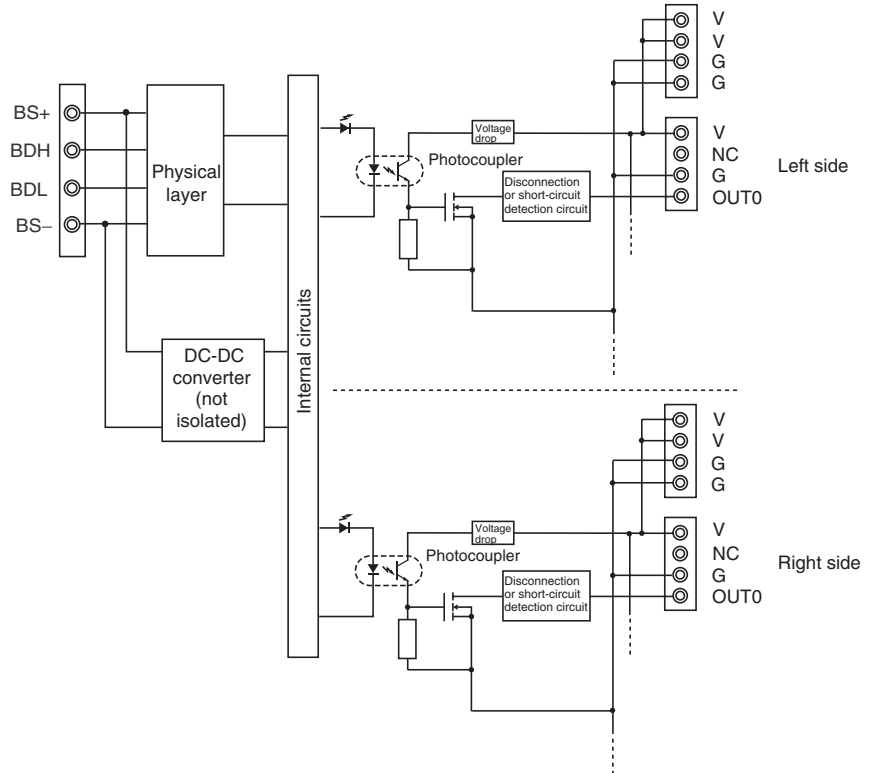 V
V
G
G
BS+
BDH
BDL
BS−
Physical
layer
Internal circuits
DC-DC
converter
(not
isolated)
Voltage
drop
Photocoupler
Disconnection
or short-circuit
detection circuit
V
NC
G
OUT0
Left side
V
V
G
G
Voltage
drop
Photocoupler
Disconnection
or short-circuit
detection circuit
V
NC
G
OUT0
Right side